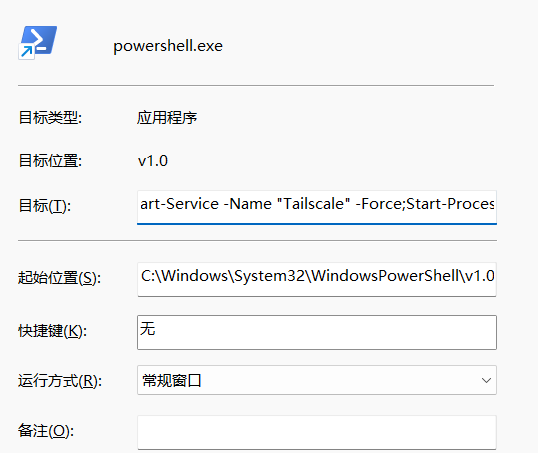 powershell.exe
目标类型: 应用程序
目标位置: v1.0
目标(T): art-Service -Name "Tailscale" -Force;Start-Proces
起始位置(S): C:\Windows\System32\WindowsPowerShell\v1.0
快捷键(K): 无
运行方式(R): 常规窗口
备注(O):